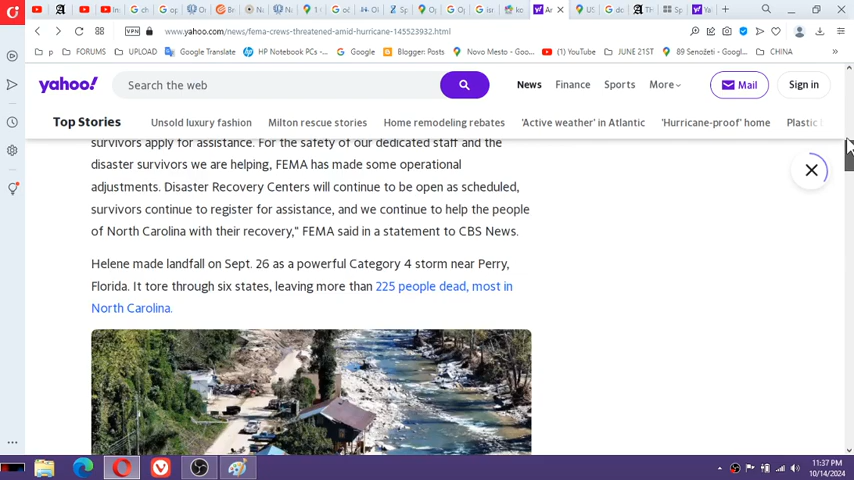 www.yahoo.com/news/fema-crews-threatened-amid-hurricane-145523932.html
VPN
FORUMS UPLOAD Google Translate HP Notebook PCs -... Google Blogger: Posts Novo Mesto – Googl... (1) YouTube JUNE 21ST 89 Senožeti - Googl... CHINA
yahoo! Search the web News Finance Sports More Mail Sign in
Top Stories Unsold luxury fashion Milton rescue stories Home remodeling rebates 'Active weather' in Atlantic 'Hurricane-proof' home Plastic
survivors apply for assistance. For the safety of our dedicated staff and the
disaster survivors we are helping, FEMA has made some operational
adjustments. Disaster Recovery Centers will continue to be open as scheduled,
survivors continue to register for assistance, and we continue to help the people
of North Carolina with their recovery," FEMA said in a statement to CBS News.
Helene made landfall on Sept. 26 as a powerful Category 4 storm near Perry,
Florida. It tore through six states, leaving more than 225 people dead, most in
North Carolina.
11:37 PM
10/14/2024